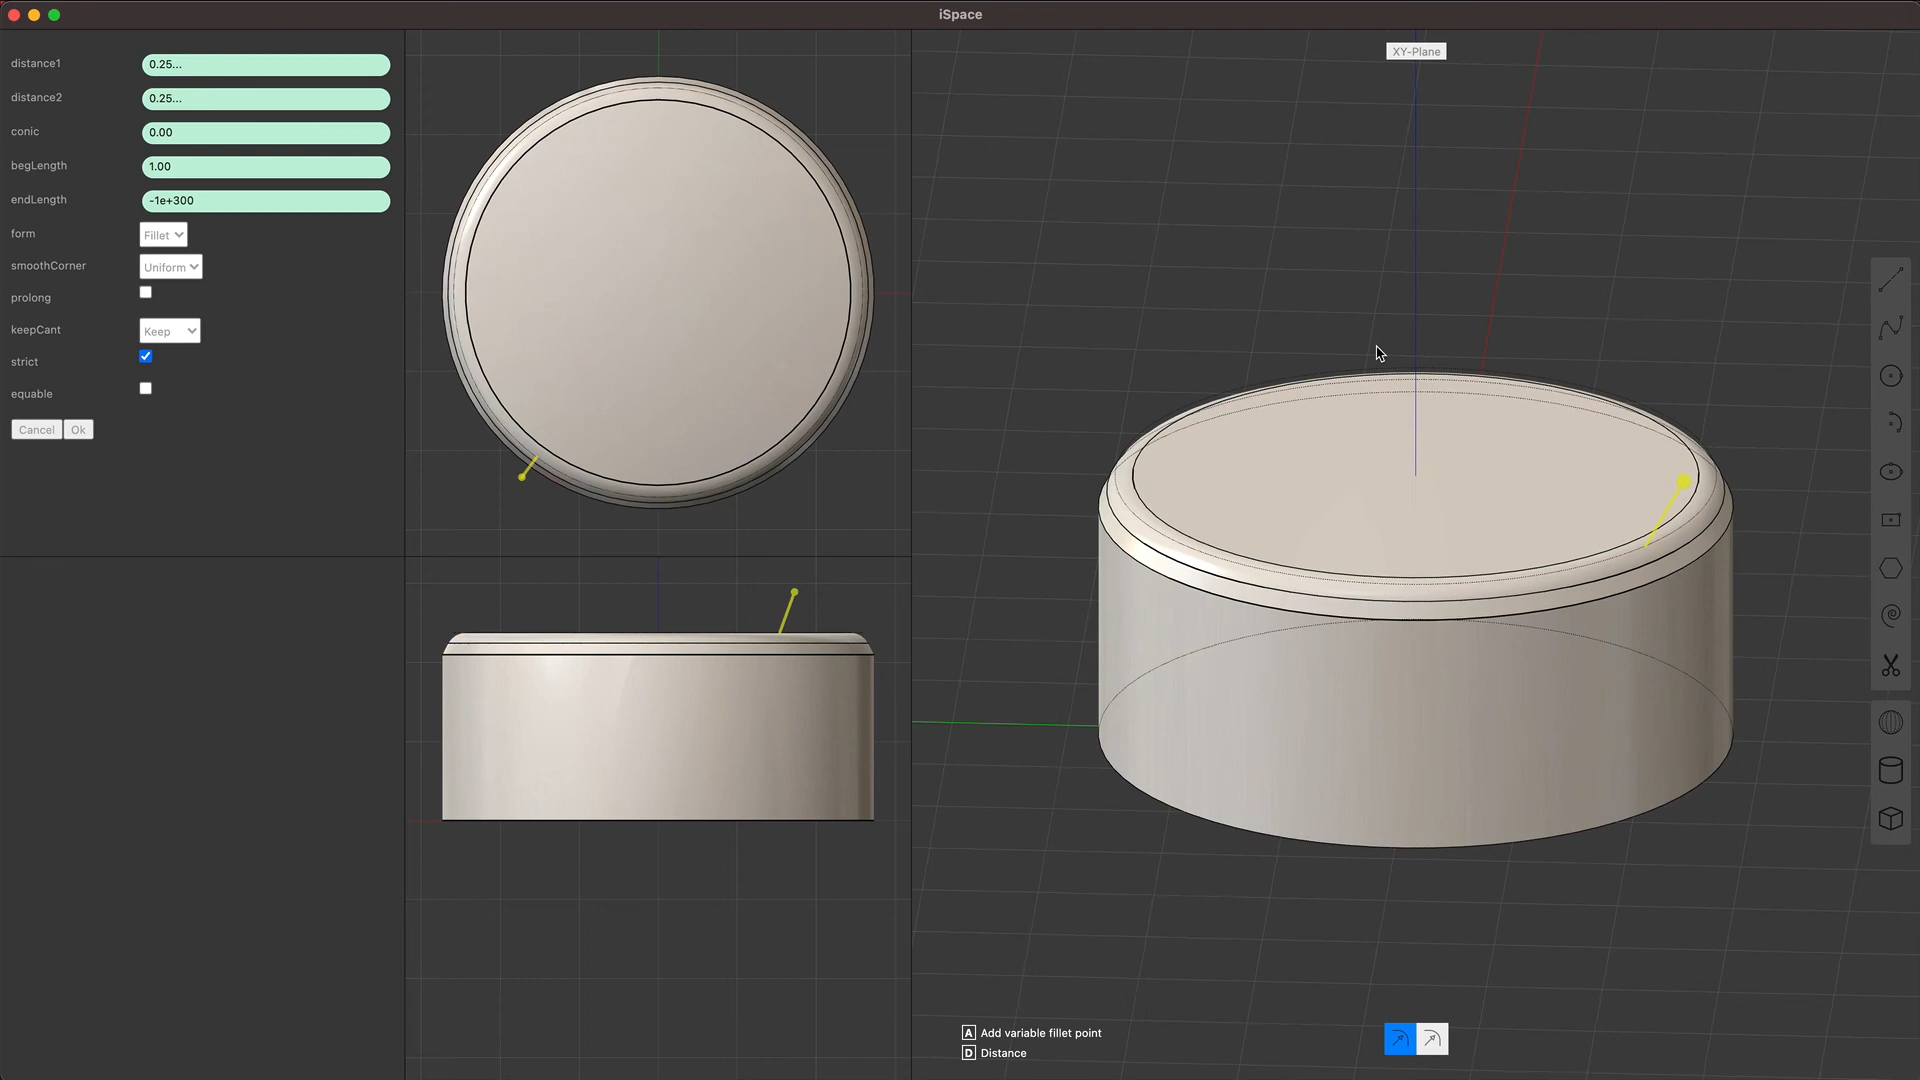 iSpace
distance1 0.25...
distance2 0.25...
conic 0.00
begLength 1.00
endLength -1e+300
form Fillet
smoothCorner Uniform
prolong
keepCant Keep
strict
equable
Cancel Ok
XY-Plane
A Add variable fillet point
D Distance